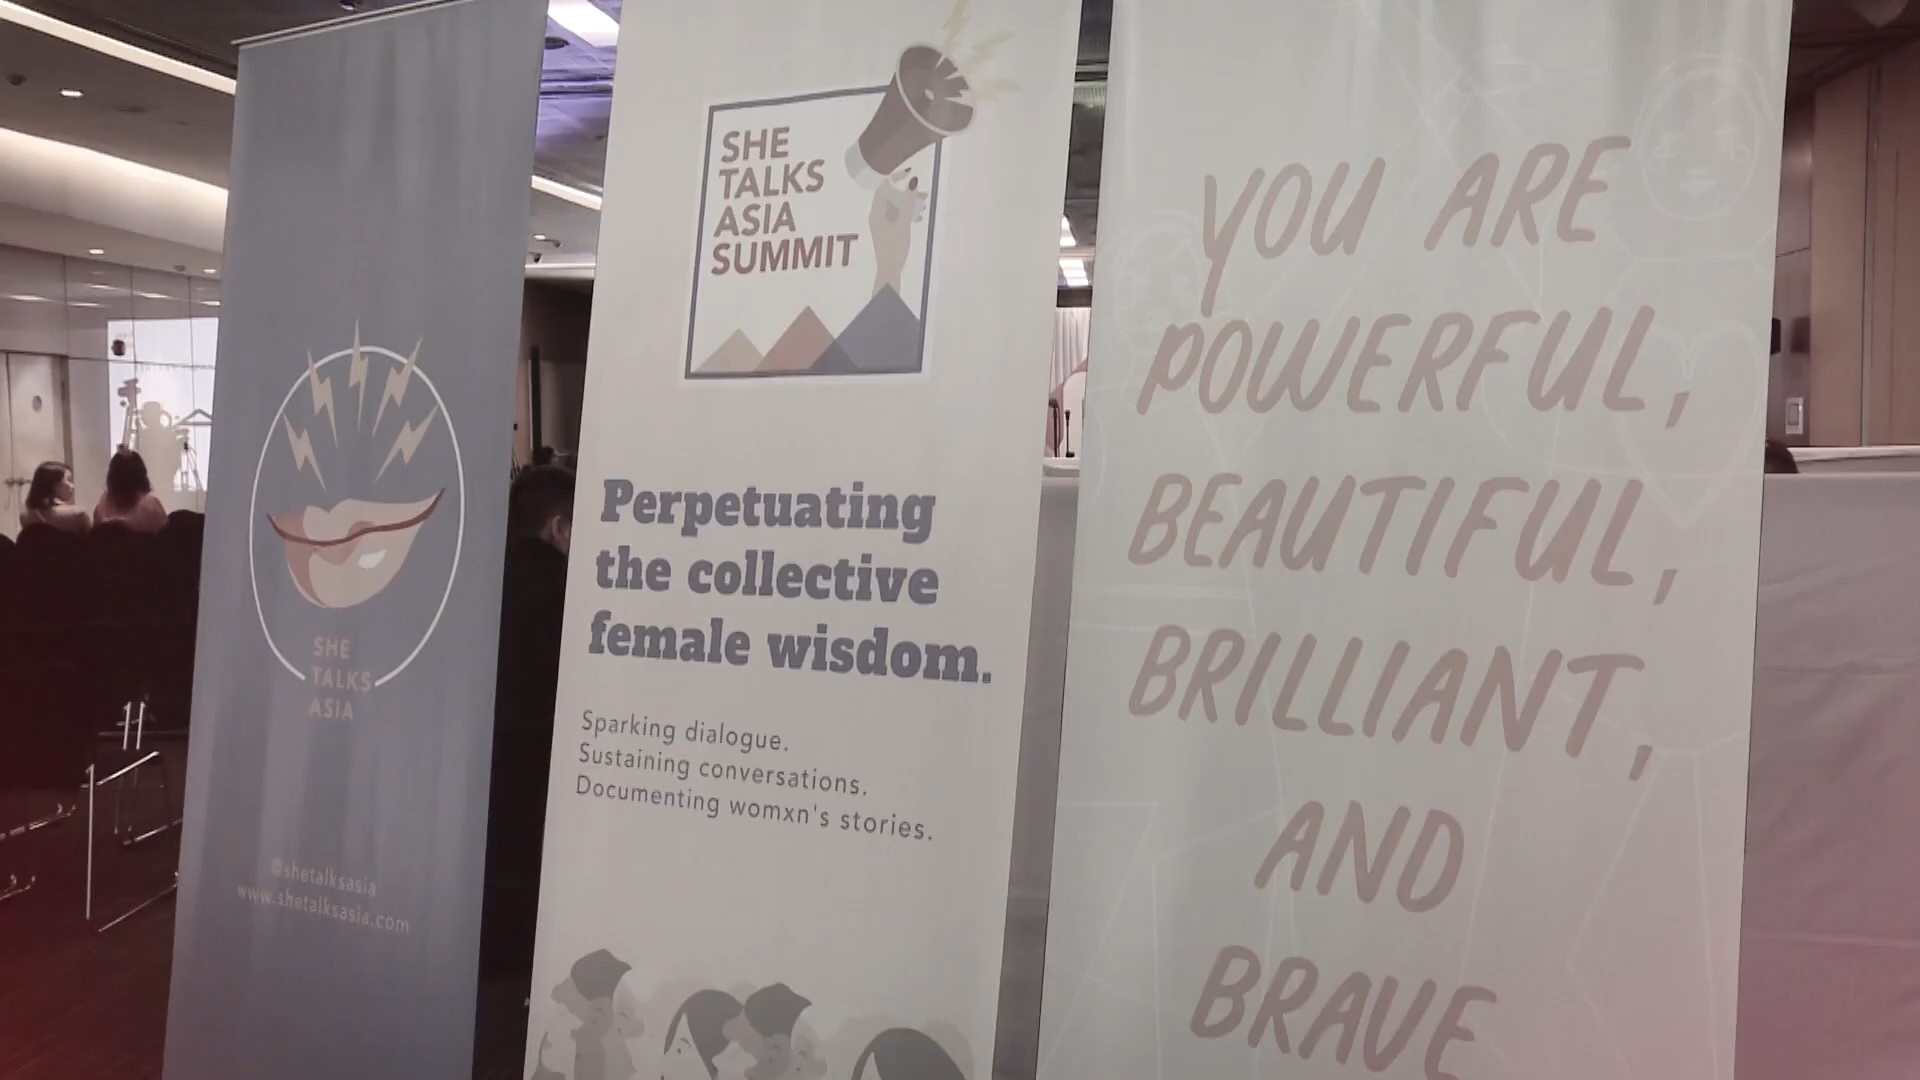 SHE
TALKS
ASIA
@shetalksasia
www.shetalksasia.com
SHE
TALKS
ASIA
SUMMIT
Perpetuating
the collective
female wisdom.
Sparking dialogue.
Sustaining conversations.
Documenting womxn's stories.
YOU ARE
POWERFUL,
BEAUTIFUL,
BRILLIANT,
AND
BRAVE